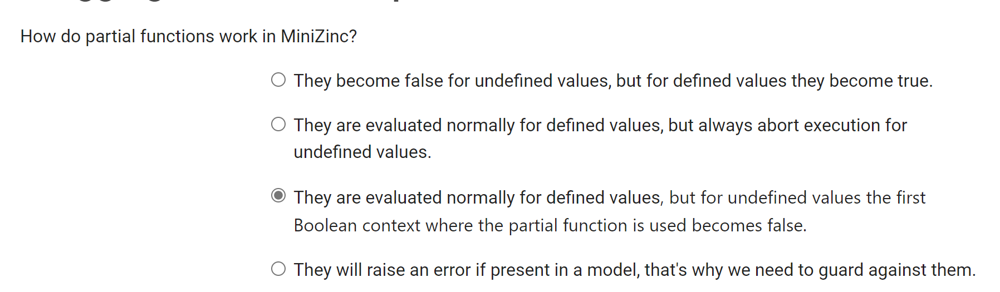 How do partial functions work in MiniZinc?
They become false for undefined values, but for defined values they become true.
They are evaluated normally for defined values, but always abort execution for
undefined values.
They are evaluated normally for defined values, but for undefined values the first
Boolean context where the partial function is used becomes false.
They will raise an error if present in a model, that's why we need to guard against them.